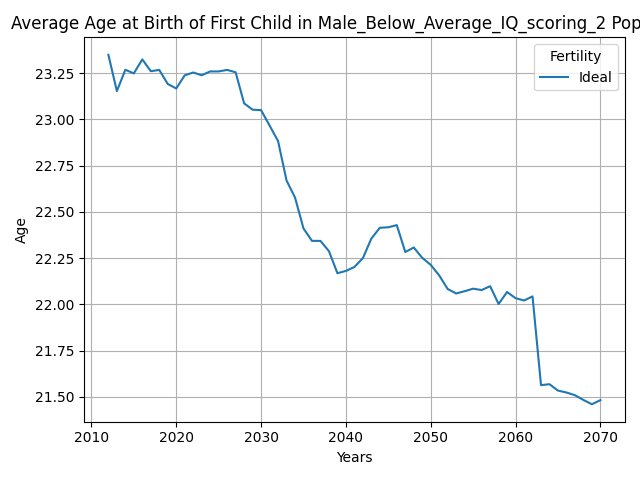 Average Age at Birth of First Child in Male_Below_Average_IQ_scoring_2 Pop
Fertility
Ideal
23.25
23.00
22.75
22.50
22.25
22.00
21.75
21.50
Age
2010 2020 2030 2040 2050 2060 2070
Years